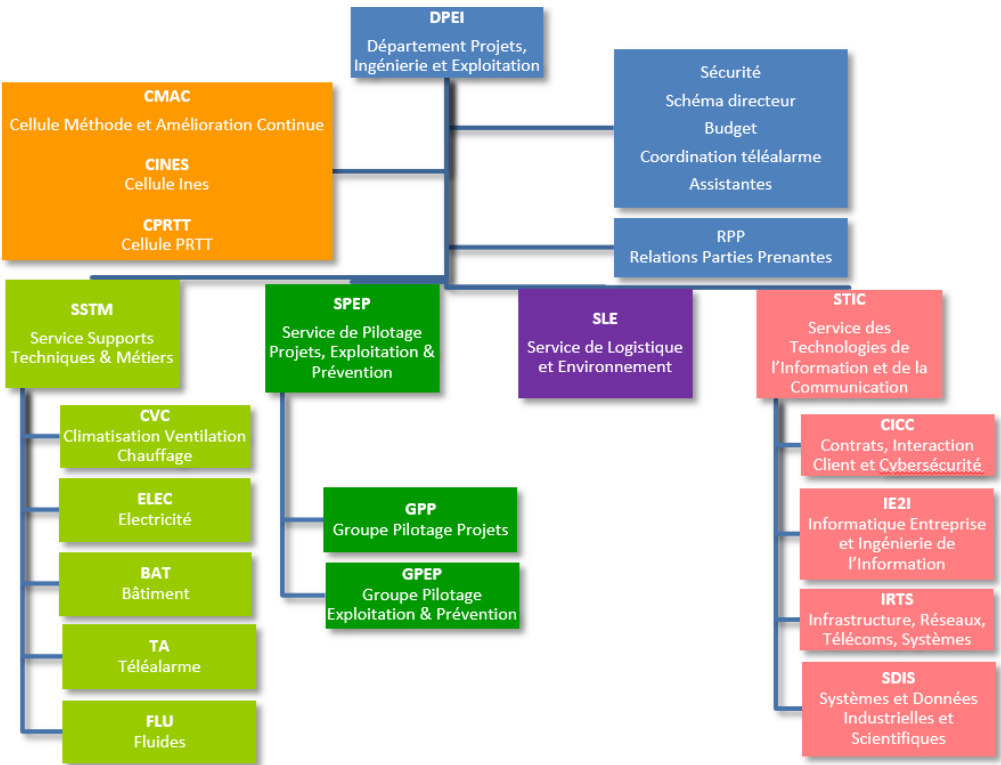 DPEI
Département Projets,
Ingénierie et Exploitation
CMAC
Cellule Méthode et Amélioration Continue
CINES
Cellule Ines
CPRTT
Cellule PRTT
Sécurité
Schéma directeur
Budget
Coordination téléalarme
Assistantes
RPP
Relations Parties Prenantes
SSTM
Service Supports
Techniques & Métiers
CVC
Climatisation Ventilation
Chauffage
ELEC
Electricité
BAT
Bâtiment
TA
Téléalarme
FLU
Fluides
SPEP
Service de Pilotage
Projets, Exploitation &
Prévention
GPP
Groupe Pilotage Projets
GPEP
Groupe Pilotage
Exploitation & Prévention
SLE
Service de Logistique
et Environnement
STIC
Service des
Technologies de
l’Information et de la
Communication
CICC
Contrats, Interaction
Client et Cybersécurité
IE2I
Informatique Entreprise
et Ingénierie de
l’Information
IRTS
Infrastructure, Réseaux,
Télécoms, Systèmes
SDIS
Systèmes et Données
Industrielles et
Scientifiques